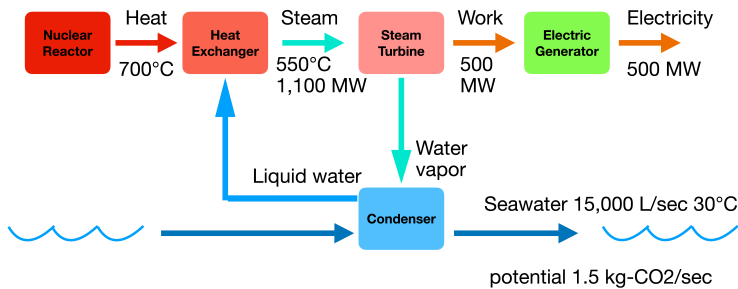 Heat
Steam
Work
Electricity
Nuclear
Reactor
Heat
Exchanger
Steam
Turbine
Electric
Generator
700°C
550°C
1,100 MW
500
MW
500 MW
Water
vapor
Liquid water
Condenser
Seawater 15,000 L/sec 30°C
potential 1.5 kg-CO2/sec